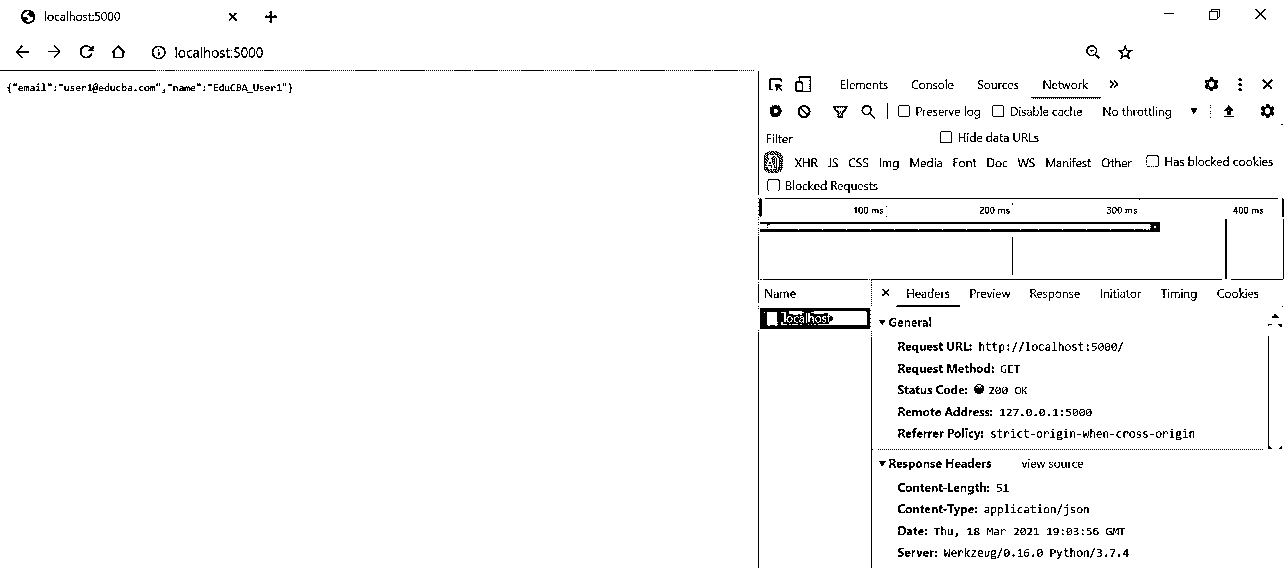 localhost:5000
localhost:5000
{"email":"user1@educba.com","name":"EduCBA_User1"}
Elements Console Sources Network »
Preserve log Disable cache No throttling
Filter Hide data URLs
All XHR JS CSS Img Media Font Doc WS Manifest Other Has blocked cookies
Blocked Requests
100 ms 200 ms 300 ms 400 ms
Name
localhost
Headers Preview Response Initiator Timing Cookies
General
Request URL: http://localhost:5000/
Request Method: GET
Status Code: 200 OK
Remote Address: 127.0.0.1:5000
Referrer Policy: strict-origin-when-cross-origin
Response Headers view source
Content-Length: 51
Content-Type: application/json
Date: Thu, 18 Mar 2021 19:03:56 GMT
Server: Werkzeug/0.16.0 Python/3.7.4